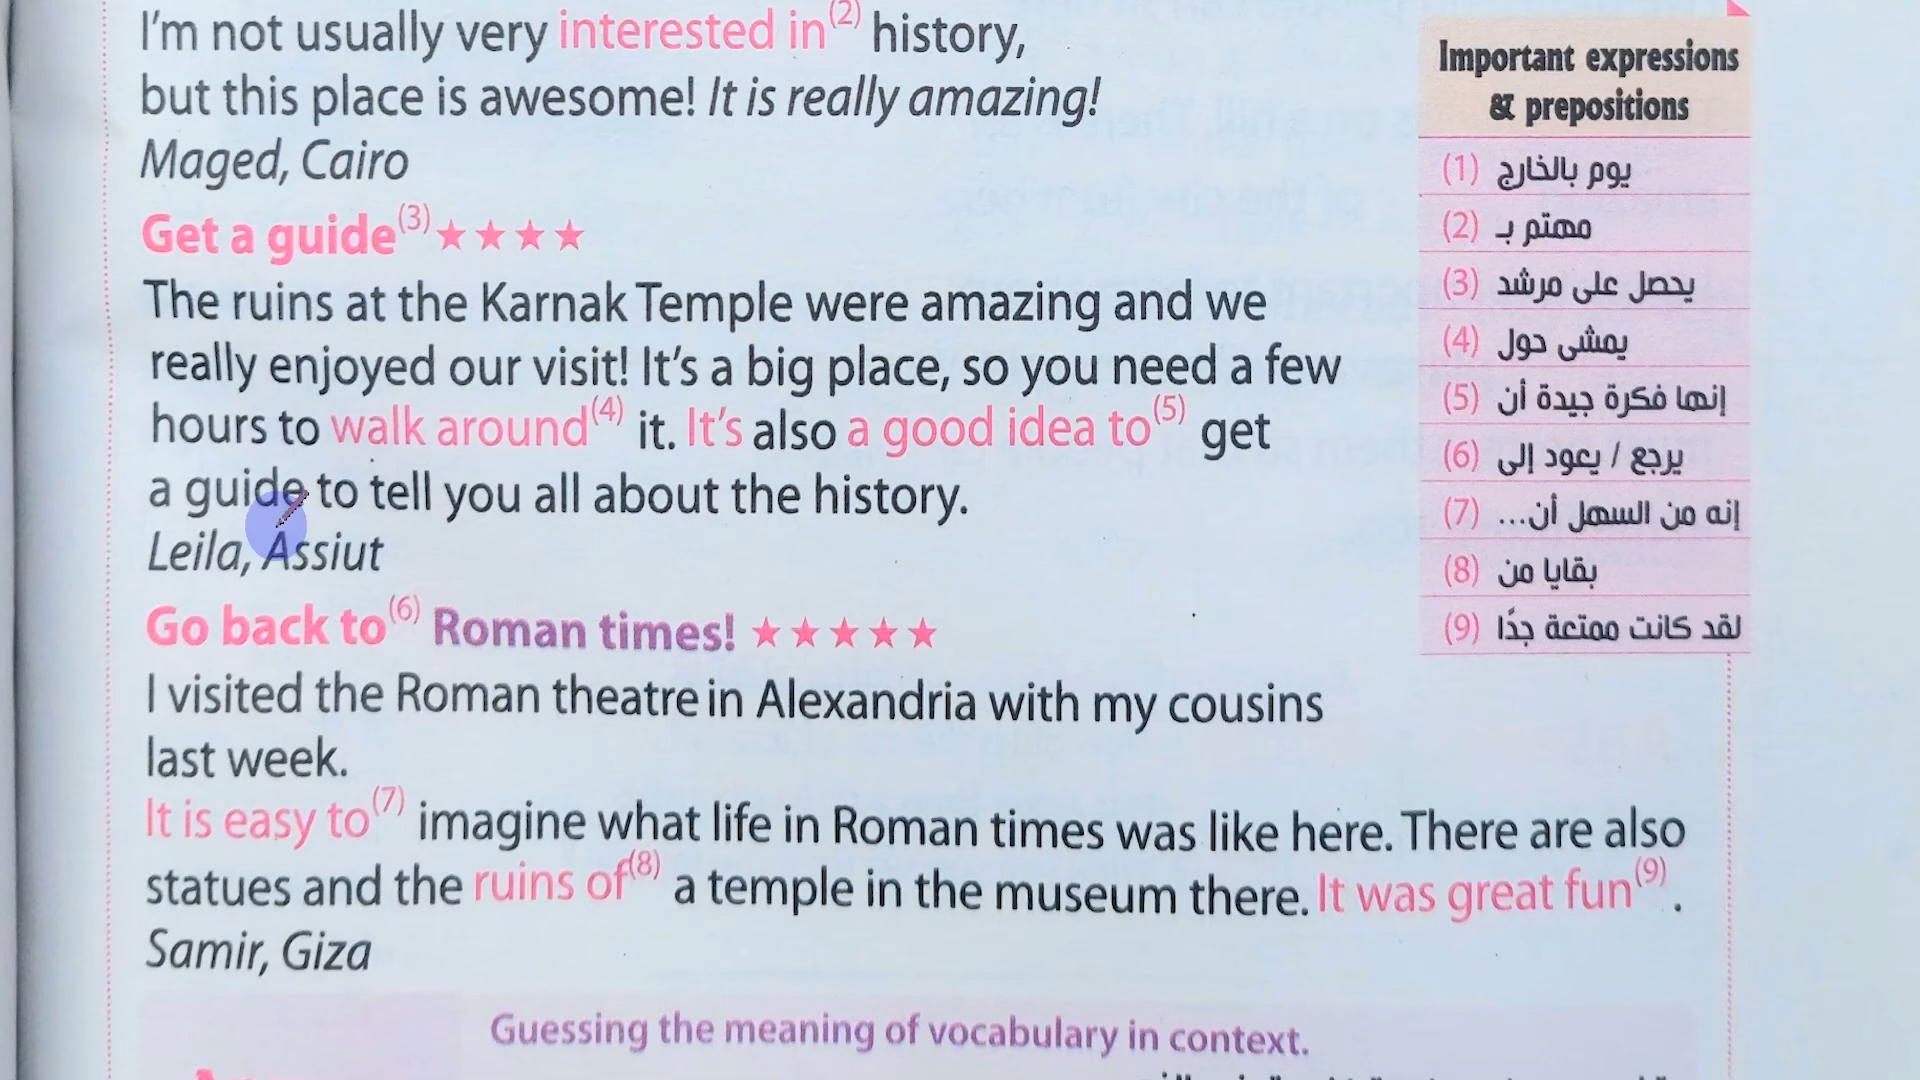 I'm not usually very interested in(2) history,
but this place is awesome! It is really amazing!
Maged, Cairo
Get a guide(3) ★★★★
The ruins at the Karnak Temple were amazing and we
really enjoyed our visit! It's a big place, so you need a few
hours to walk around(4) it. It's also a good idea to(5) get
a guide to tell you all about the history.
Leila, Assiut
Go back to(6) Roman times! ★★★★★
I visited the Roman theatre in Alexandria with my cousins
last week.
It is easy to(7) imagine what life in Roman times was like here. There are also
statues and the ruins of(8) a temple in the museum there. It was great fun(9).
Samir, Giza
Important expressions
& prepositions
(1) يوم بالخارج
(2) مهتم بـ
(3) يحصل على مرشد
(4) يمشى حول
(5) إنها فكرة جيدة أن
(6) يرجع / يعود إلى
(7) إنه من السهل أن...
(8) بقايا من
(9) لقد كانت ممتعة جدًا
Guessing the meaning of vocabulary in context.